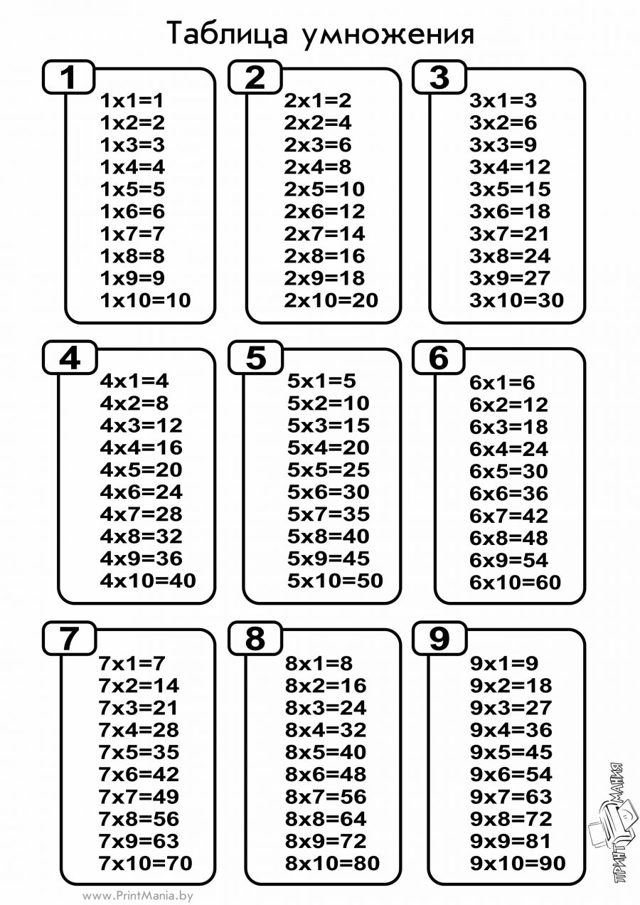 Таблица умножения
1
1x1=1
1x2=2
1x3=3
1x4=4
1x5=5
1x6=6
1x7=7
1x8=8
1x9=9
1x10=10
2
2x1=2
2x2=4
2x3=6
2x4=8
2x5=10
2x6=12
2x7=14
2x8=16
2x9=18
2x10=20
3
3x1=3
3x2=6
3x3=9
3x4=12
3x5=15
3x6=18
3x7=21
3x8=24
3x9=27
3x10=30
4
4x1=4
4x2=8
4x3=12
4x4=16
4x5=20
4x6=24
4x7=28
4x8=32
4x9=36
4x10=40
5
5x1=5
5x2=10
5x3=15
5x4=20
5x5=25
5x6=30
5x7=35
5x8=40
5x9=45
5x10=50
6
6x1=6
6x2=12
6x3=18
6x4=24
6x5=30
6x6=36
6x7=42
6x8=48
6x9=54
6x10=60
7
7x1=7
7x2=14
7x3=21
7x4=28
7x5=35
7x6=42
7x7=49
7x8=56
7x9=63
7x10=70
8
8x1=8
8x2=16
8x3=24
8x4=32
8x5=40
8x6=48
8x7=56
8x8=64
8x9=72
8x10=80
9
9x1=9
9x2=18
9x3=27
9x4=36
9x5=45
9x6=54
9x7=63
9x8=72
9x9=81
9x10=90
ПРИНТ МАНИЯ
www.PrintMania.by